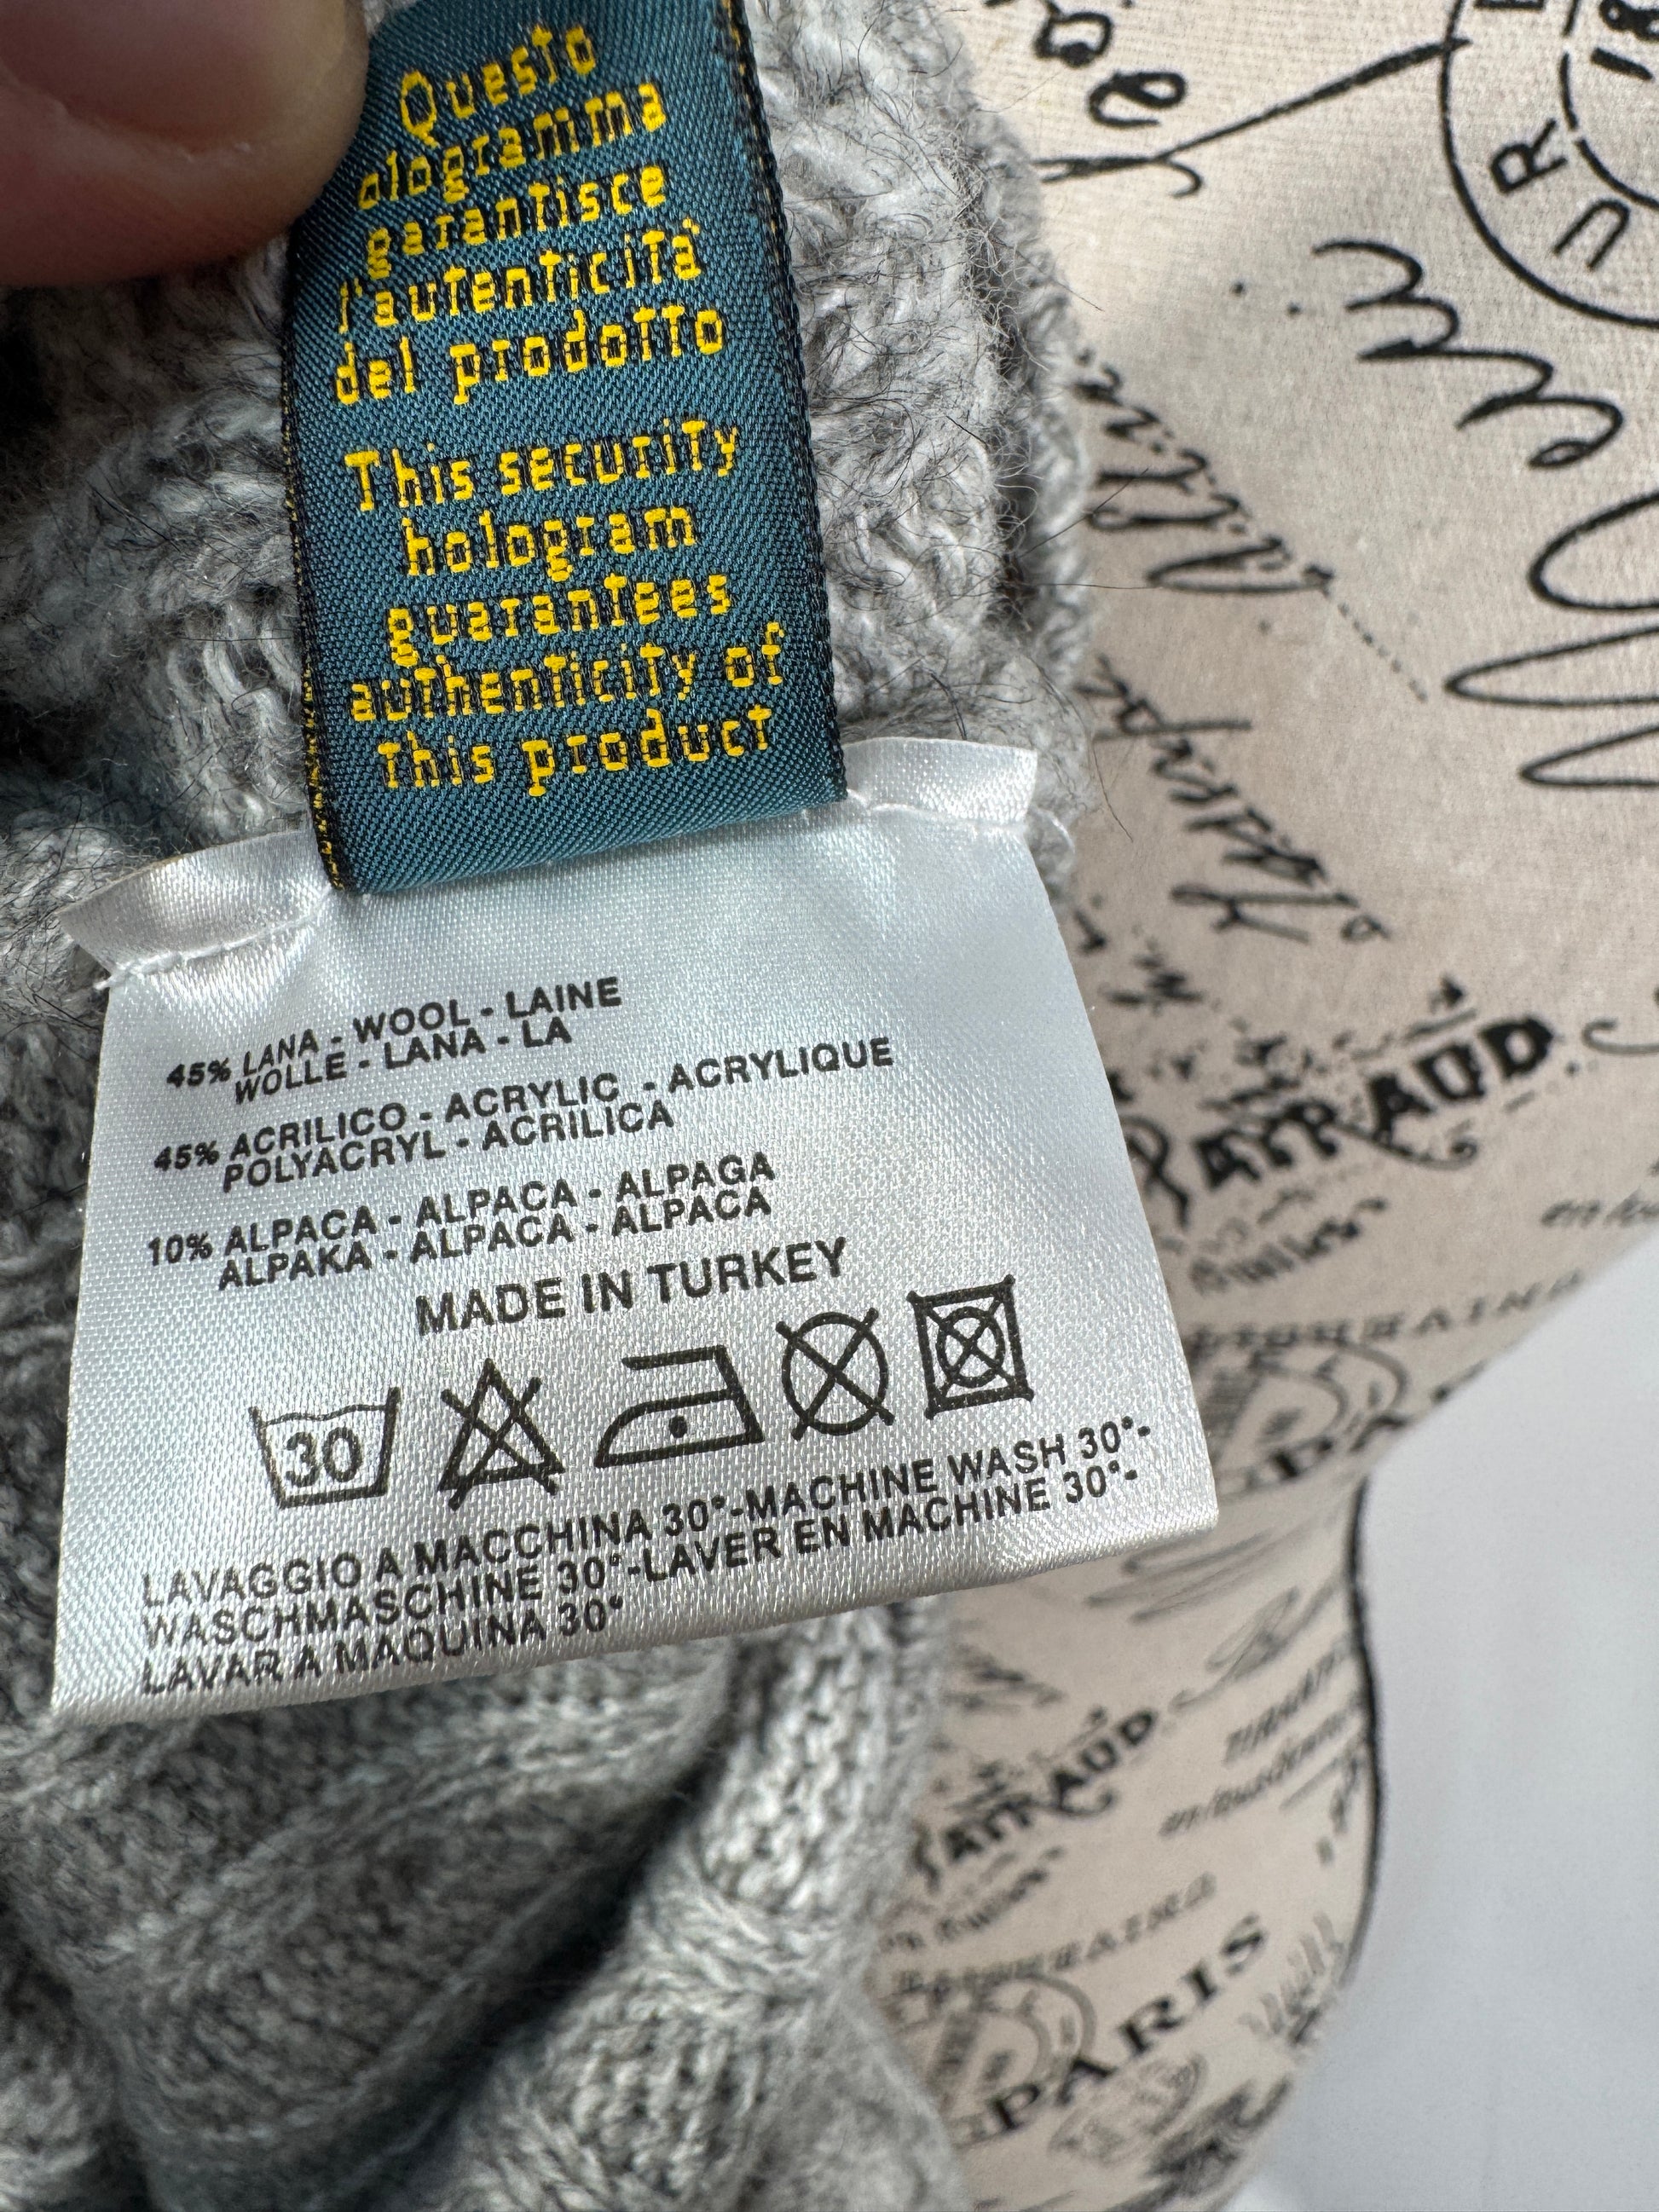 Questo
ologramma
garantisce
l'autenticità
del prodotto
This security
hologram
guarantees
authenticity of
this product
45% LANA - WOOL - LAINE
WOLLE - LANA - LA
45% ACRILICO - ACRYLIC - ACRYLIQUE
POLYACRYL - ACRILICA
10% ALPACA - ALPACA - ALPAGA
ALPAKA - ALPACA - ALPACA
MADE IN TURKEY
30
LAVAGGIO A MACCHINA 30°-MACHINE WASH 30°-
WASCHMASCHINE 30°-LAVER EN MACHINE 30°-
LAVAR A MAQUINA 30°
PARIS